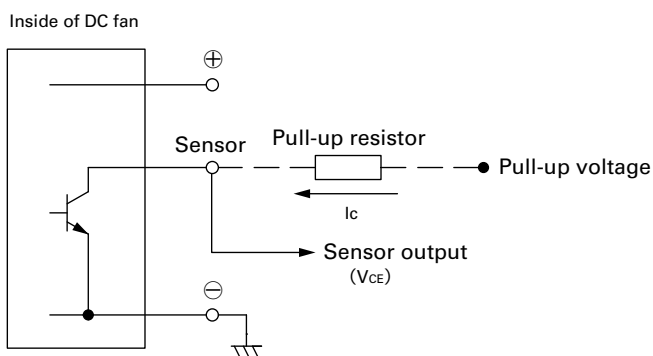 Inside of DC fan
⊕
Sensor
Pull-up resistor
Pull-up voltage
Ic
Sensor output
(VCE)
⊖